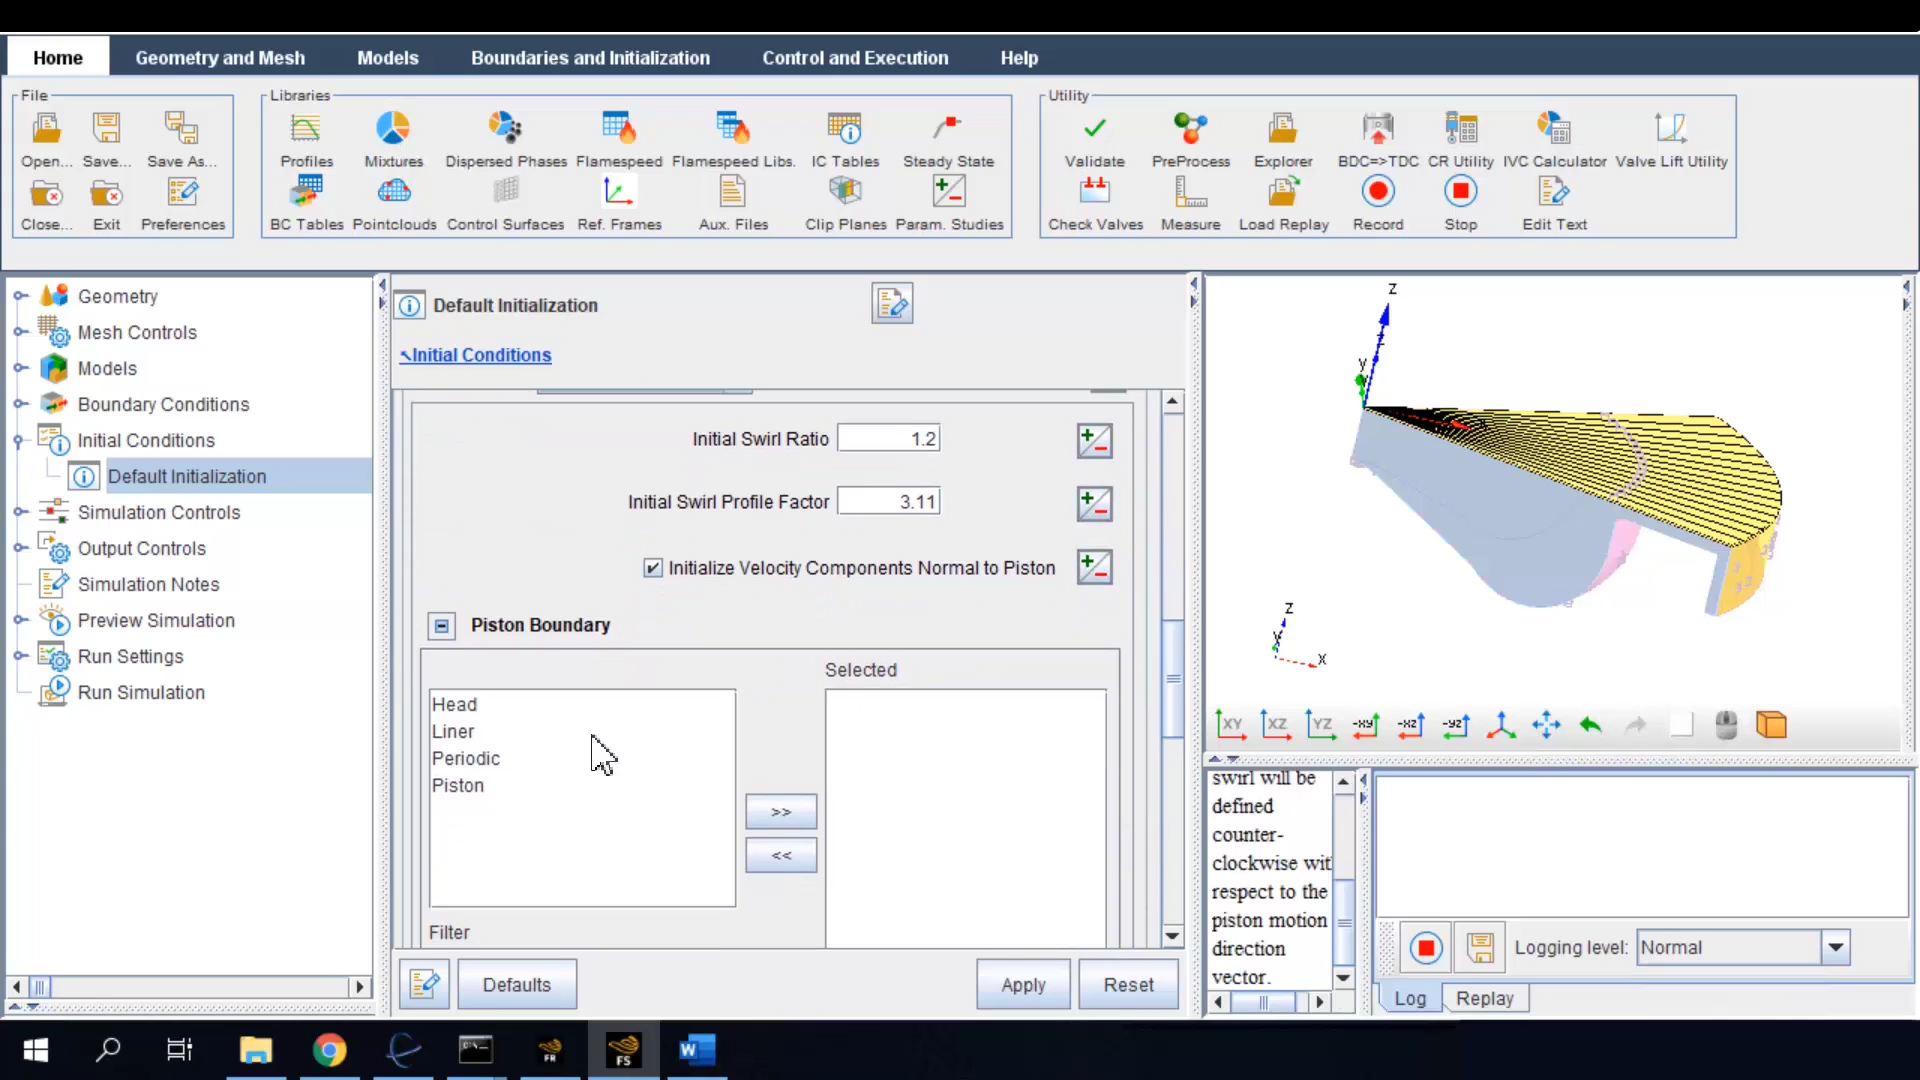 Home Geometry and Mesh Models Boundaries and Initialization Control and Execution Help
File Libraries Utility
Open... Save... Save As... Profiles Mixtures Dispersed Phases Flamespeed Flamespeed Libs. IC Tables Steady State Validate PreProcess Explorer BDC=>TDC CR Utility IVC Calculator Valve Lift Utility
Close... Exit Preferences BC Tables Pointclouds Control Surfaces Ref. Frames Aux. Files Clip Planes Param. Studies Check Valves Measure Load Replay Record Stop Edit Text
Geometry
Mesh Controls
Models
Boundary Conditions
Initial Conditions
Default Initialization
Simulation Controls
Output Controls
Simulation Notes
Preview Simulation
Run Settings
Run Simulation
Default Initialization
Initial Conditions
Initial Swirl Ratio 1.2
Initial Swirl Profile Factor 3.11
Initialize Velocity Components Normal to Piston
Piston Boundary
Selected
Head
Liner
Periodic
Piston
>>
<<
Filter
Defaults Apply Reset
Z
Z
Y
Z
Y
X
XY XZ YZ -xy -xz -yz
swirl will be
defined
counter-
clockwise wit
respect to the
piston motion
direction
vector.
Logging level: Normal
Log Replay
FR FS W